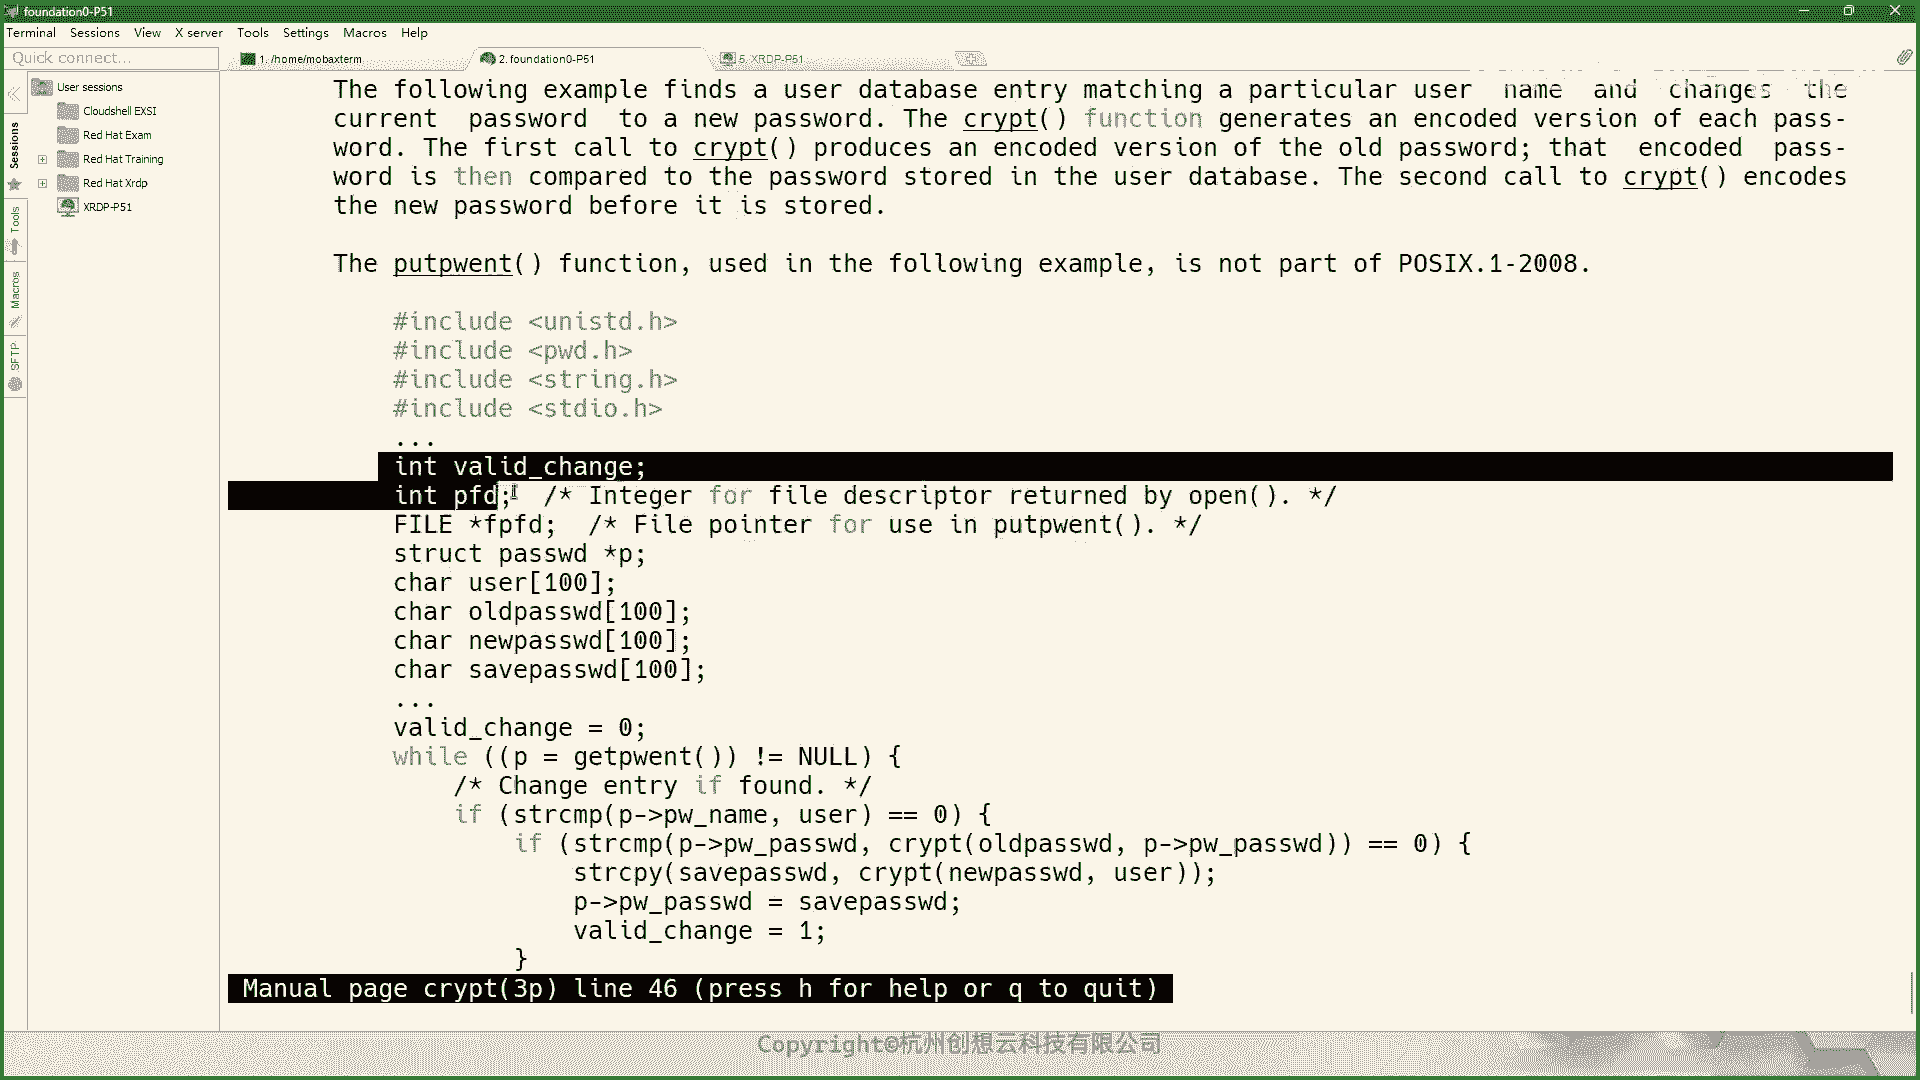 foundation0-P51
Terminal Sessions View X server Tools Settings Macros Help
Quick connect...
1. /home/mobaxterm
2. foundation0-P51
5. XRDP-P51
User sessions
Cloudshell EXSI
Red Hat Exam
Red Hat Training
Red Hat Xrdp
XRDP-P51
Sessions
Tools
Macros
SFTP
The following example finds a user database entry matching a particular user name and changes the
current password to a new password. The crypt() function generates an encoded version of each pass-
word. The first call to crypt() produces an encoded version of the old password; that encoded pass-
word is then compared to the password stored in the user database. The second call to crypt() encodes
the new password before it is stored.
The putpwent() function, used in the following example, is not part of POSIX.1-2008.
#include <unistd.h>
#include <pwd.h>
#include <string.h>
#include <stdio.h>
...
int valid_change;
int pfd;  /* Integer for file descriptor returned by open(). */
FILE *fpfd;  /* File pointer for use in putpwent(). */
struct passwd *p;
char user[100];
char oldpasswd[100];
char newpasswd[100];
char savepasswd[100];
...
valid_change = 0;
while ((p = getpwent()) != NULL) {
    /* Change entry if found. */
    if (strcmp(p->pw_name, user) == 0) {
        if (strcmp(p->pw_passwd, crypt(oldpasswd, p->pw_passwd)) == 0) {
            strcpy(savepasswd, crypt(newpasswd, user));
            p->pw_passwd = savepasswd;
            valid_change = 1;
        }
Manual page crypt(3p) line 46 (press h for help or q to quit)
Copyright©杭州创想云科技有限公司